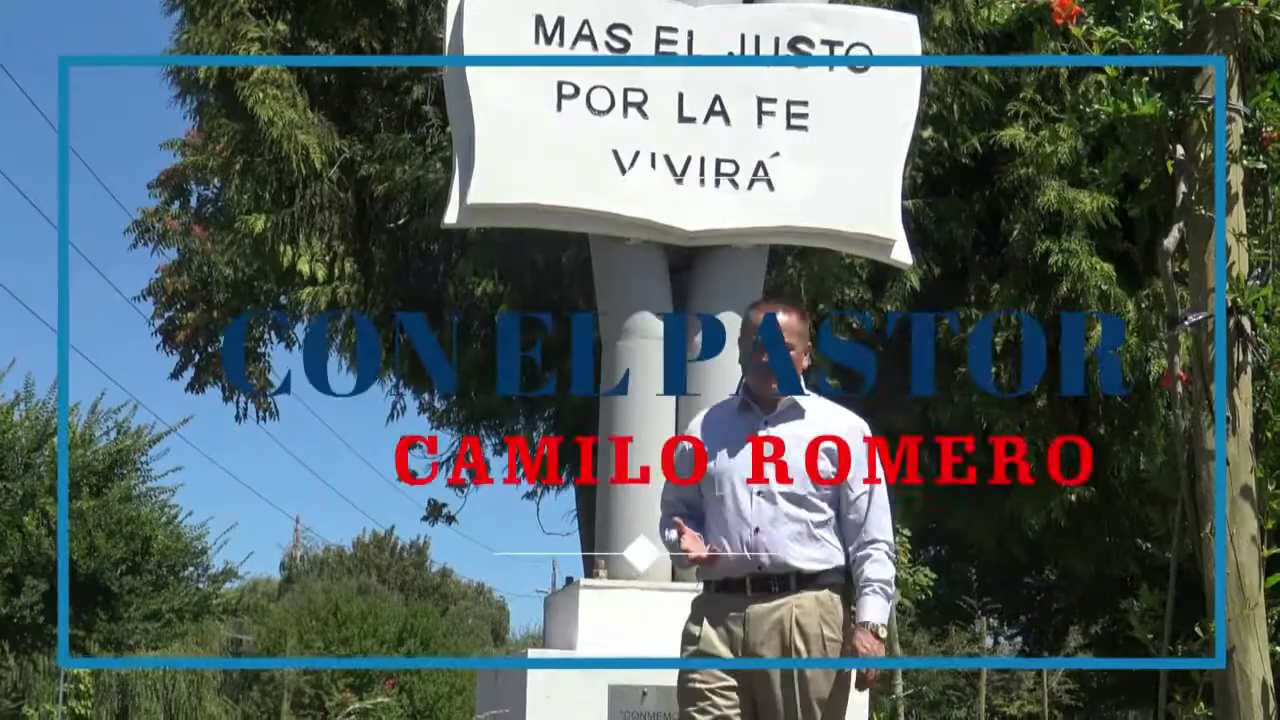 MAS EL JUSTO
POR LA FE
VIVIRÁ
CON EL PASTOR
CAMILO ROMERO